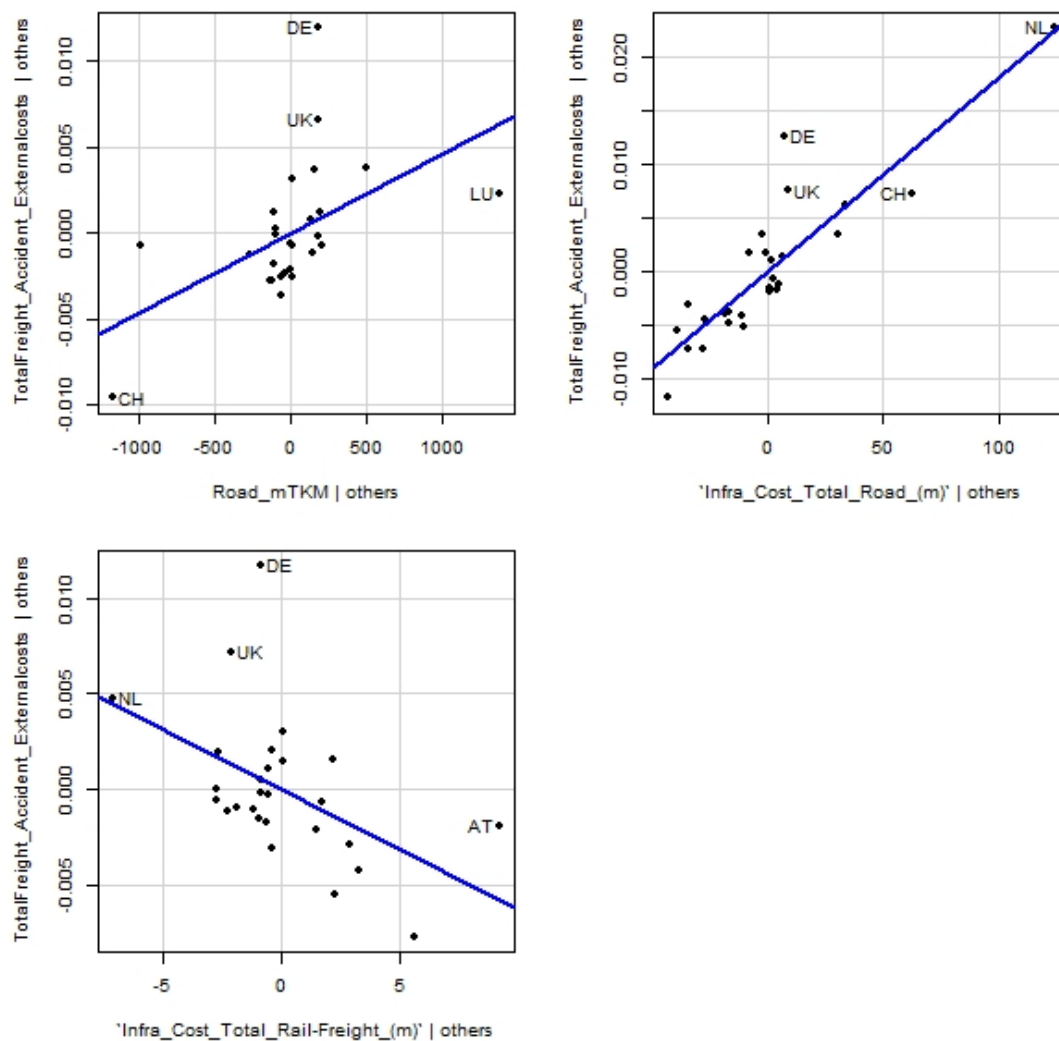 TotalFreight_Accident_Externalcosts | others
0.010
0.005
0.000
-0.005
-0.010
DE
UK
LU
CH
-1000 -500 0 500 1000
Road_mTKM | others
TotalFreight_Accident_Externalcosts | others
0.020
0.010
0.000
-0.010
NL
DE
UK
CH
0 50 100
`Infra_Cost_Total_Road_(m)` | others
TotalFreight_Accident_Externalcosts | others
0.010
0.005
0.000
-0.005
DE
UK
NL
AT
-5 0 5
`Infra_Cost_Total_Rail-Freight_(m)` | others